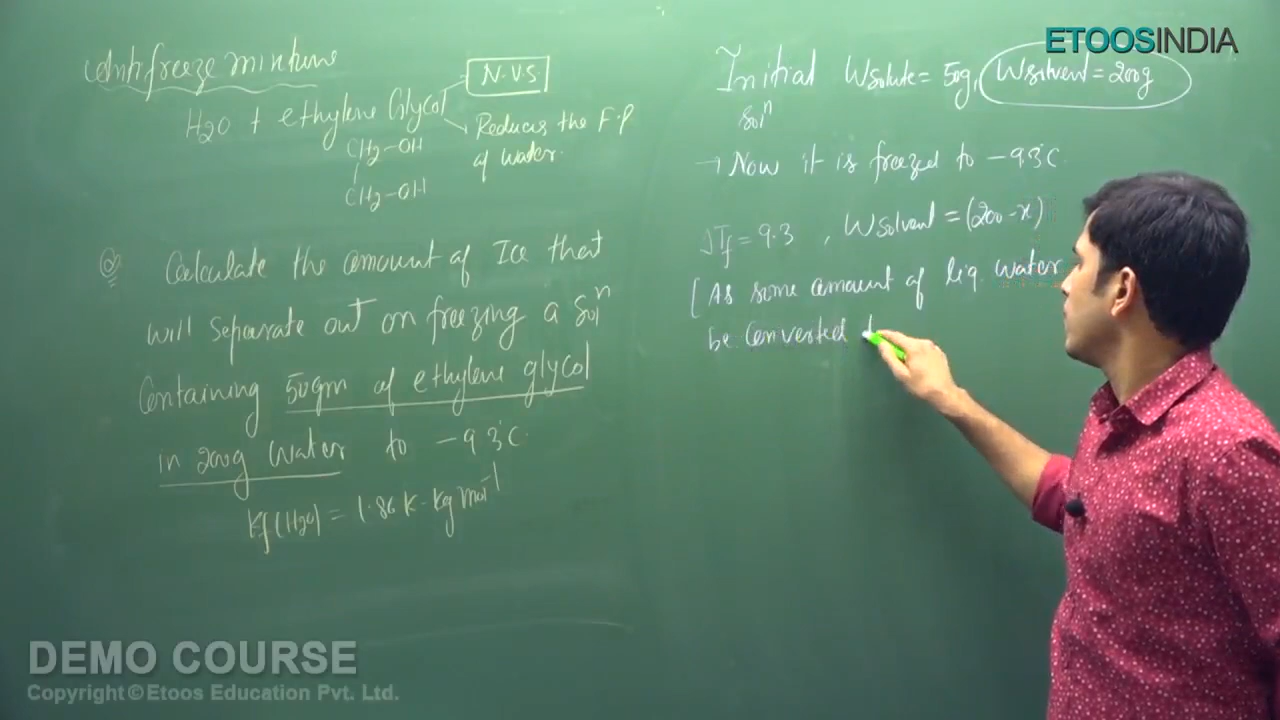 Antifreeze mixture
H2O + ethylene Glycol
N.V.S
Reduces the F.P
of water.
CH2-OH
CH2-OH
Q Calculate the amount of Ice that
will separate out on freezing a Solⁿ
Containing 50gm of ethylene glycol
in 200g Water to -9.3°C.
Kf(H2O) = 1.86 K-kg mol⁻¹
ETOOSINDIA
Initial Wsolute = 50g, Wsolvent = 200g
Solⁿ
→ Now it is freezed to -9.3°C
ΔTf = 9.3 , Wsolvent = (200-x)
[As some amount of liq. water
be Converted t
DEMO COURSE
Copyright © Etoos Education Pvt. Ltd.